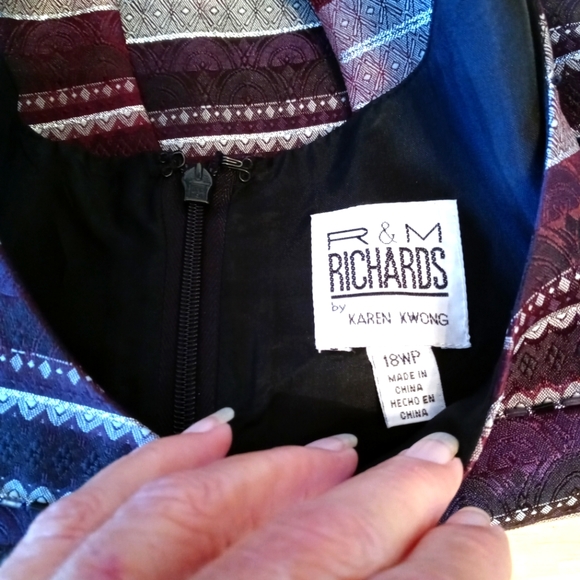 R & M
RICHARDS
by
KAREN KWONG
18WP
MADE IN
CHINA
HECHO EN
CHINA